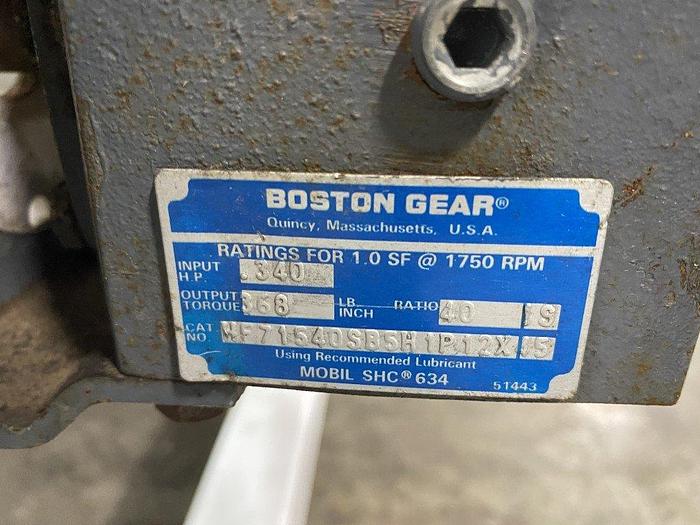 BOSTON GEAR®
Quincy, Massachusetts, U.S.A.
RATINGS FOR 1.0 SF @ 1750 RPM
INPUT H.P. .340
OUTPUT TORQUE 368 LB INCH RATIO 40 S
CAT NO.
Using Recommended Lubricant
MOBIL SHC® 634
51443